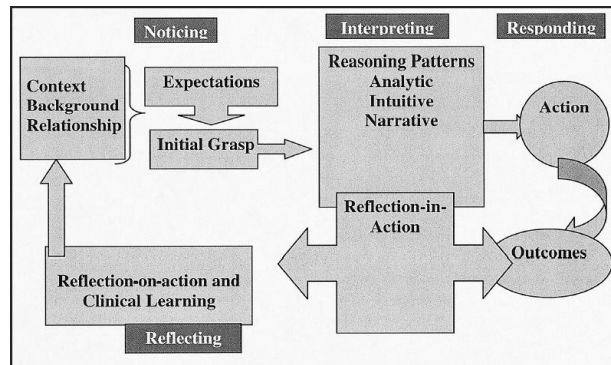 Noticing
Interpreting
Responding
Context
Background
Relationship
Expectations
Initial Grasp
Reasoning Patterns
Analytic
Intuitive
Narrative
Action
Reflection-in-
Action
Outcomes
Reflection-on-action and
Clinical Learning
Reflecting